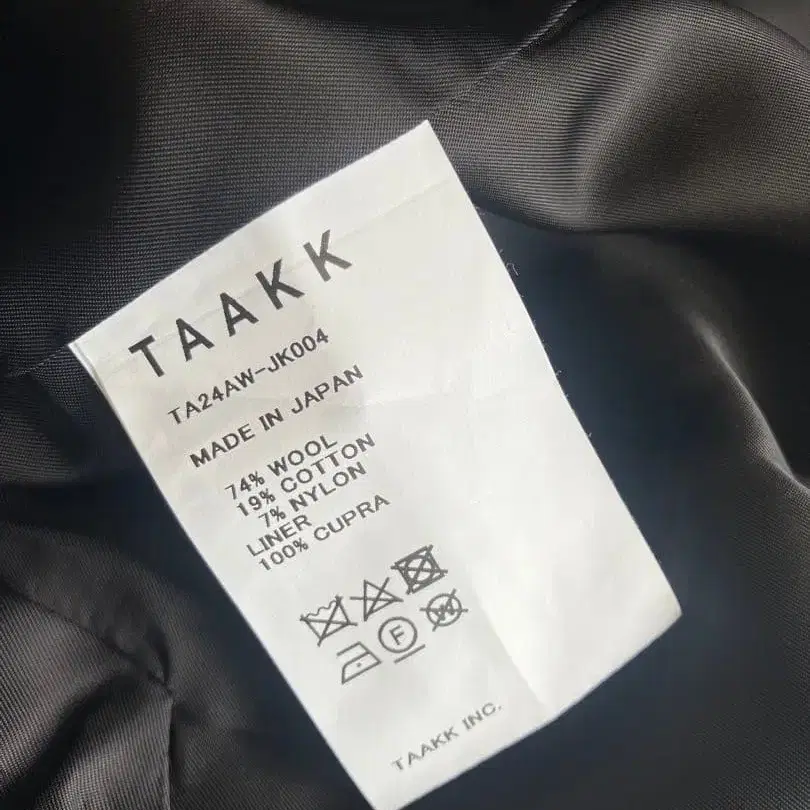 TAAKK
TA24AW-JK004
MADE IN JAPAN
74% WOOL
19% COTTON
7% NYLON
LINER
100% CUPRA
F
W
TAAKK INC.